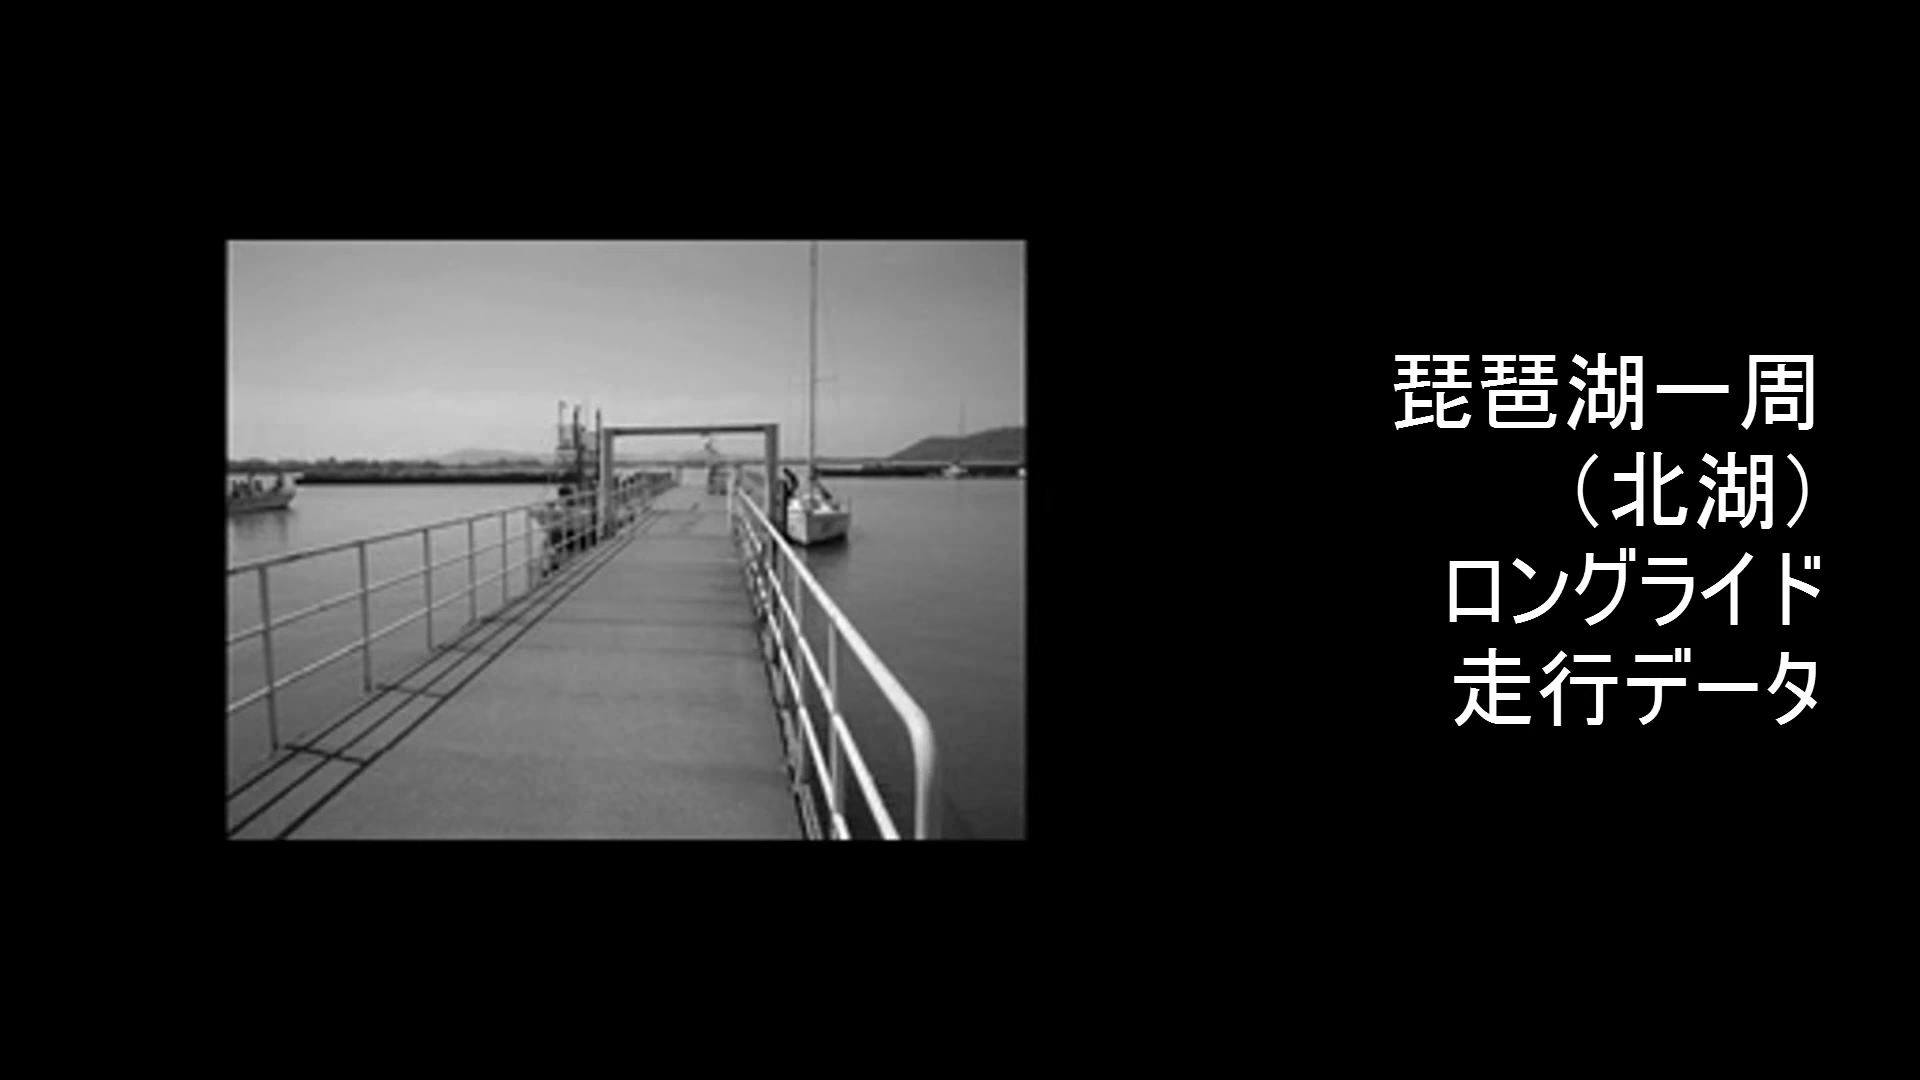 琵琶湖一周
（北湖）
ロングライド
走行データ